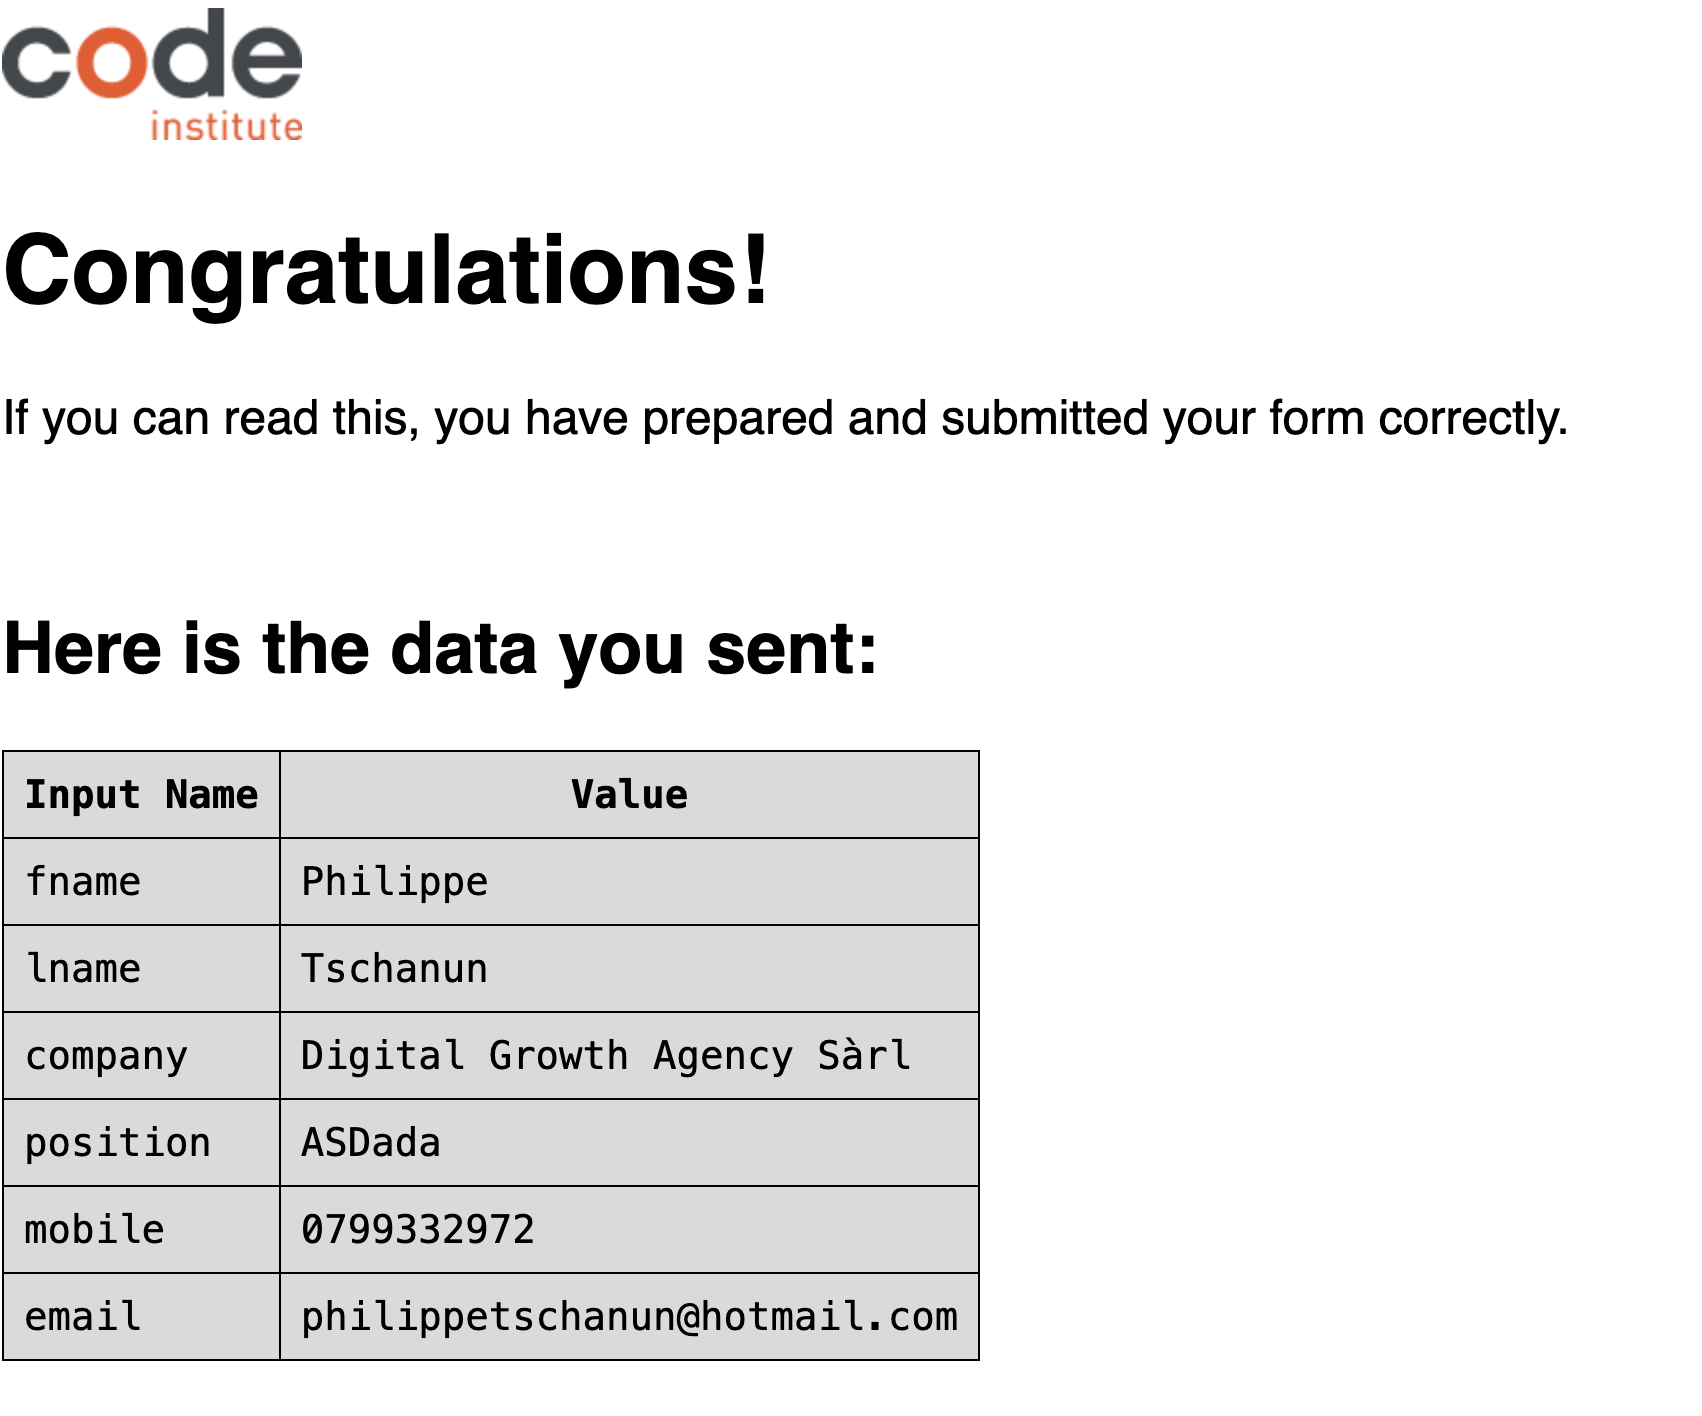 code
institute
Congratulations!
If you can read this, you have prepared and submitted your form correctly.
Here is the data you sent:
Input Name Value
fname Philippe
lname Tschanun
company Digital Growth Agency Sàrl
position ASDada
mobile 0799332972
email philippetschanun@hotmail.com